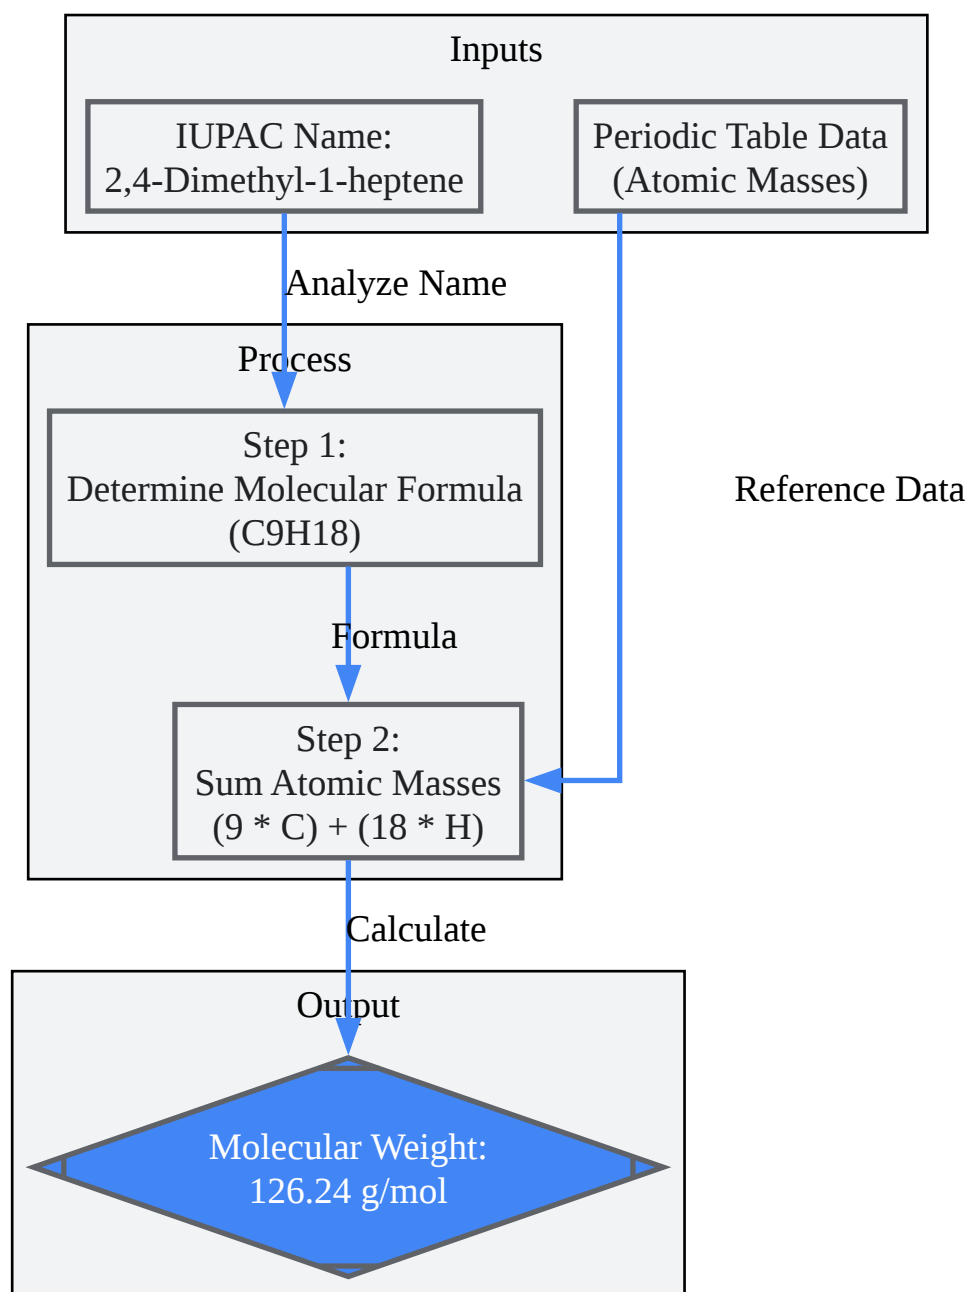 Inputs
IUPAC Name:
2,4-Dimethyl-1-heptene
Periodic Table Data
(Atomic Masses)
Analyze Name
Process
Step 1:
Determine Molecular Formula
(C9H18)
Reference Data
Formula
Step 2:
Sum Atomic Masses
(9 * C) + (18 * H)
Calculate
Output
Molecular Weight:
126.24 g/mol